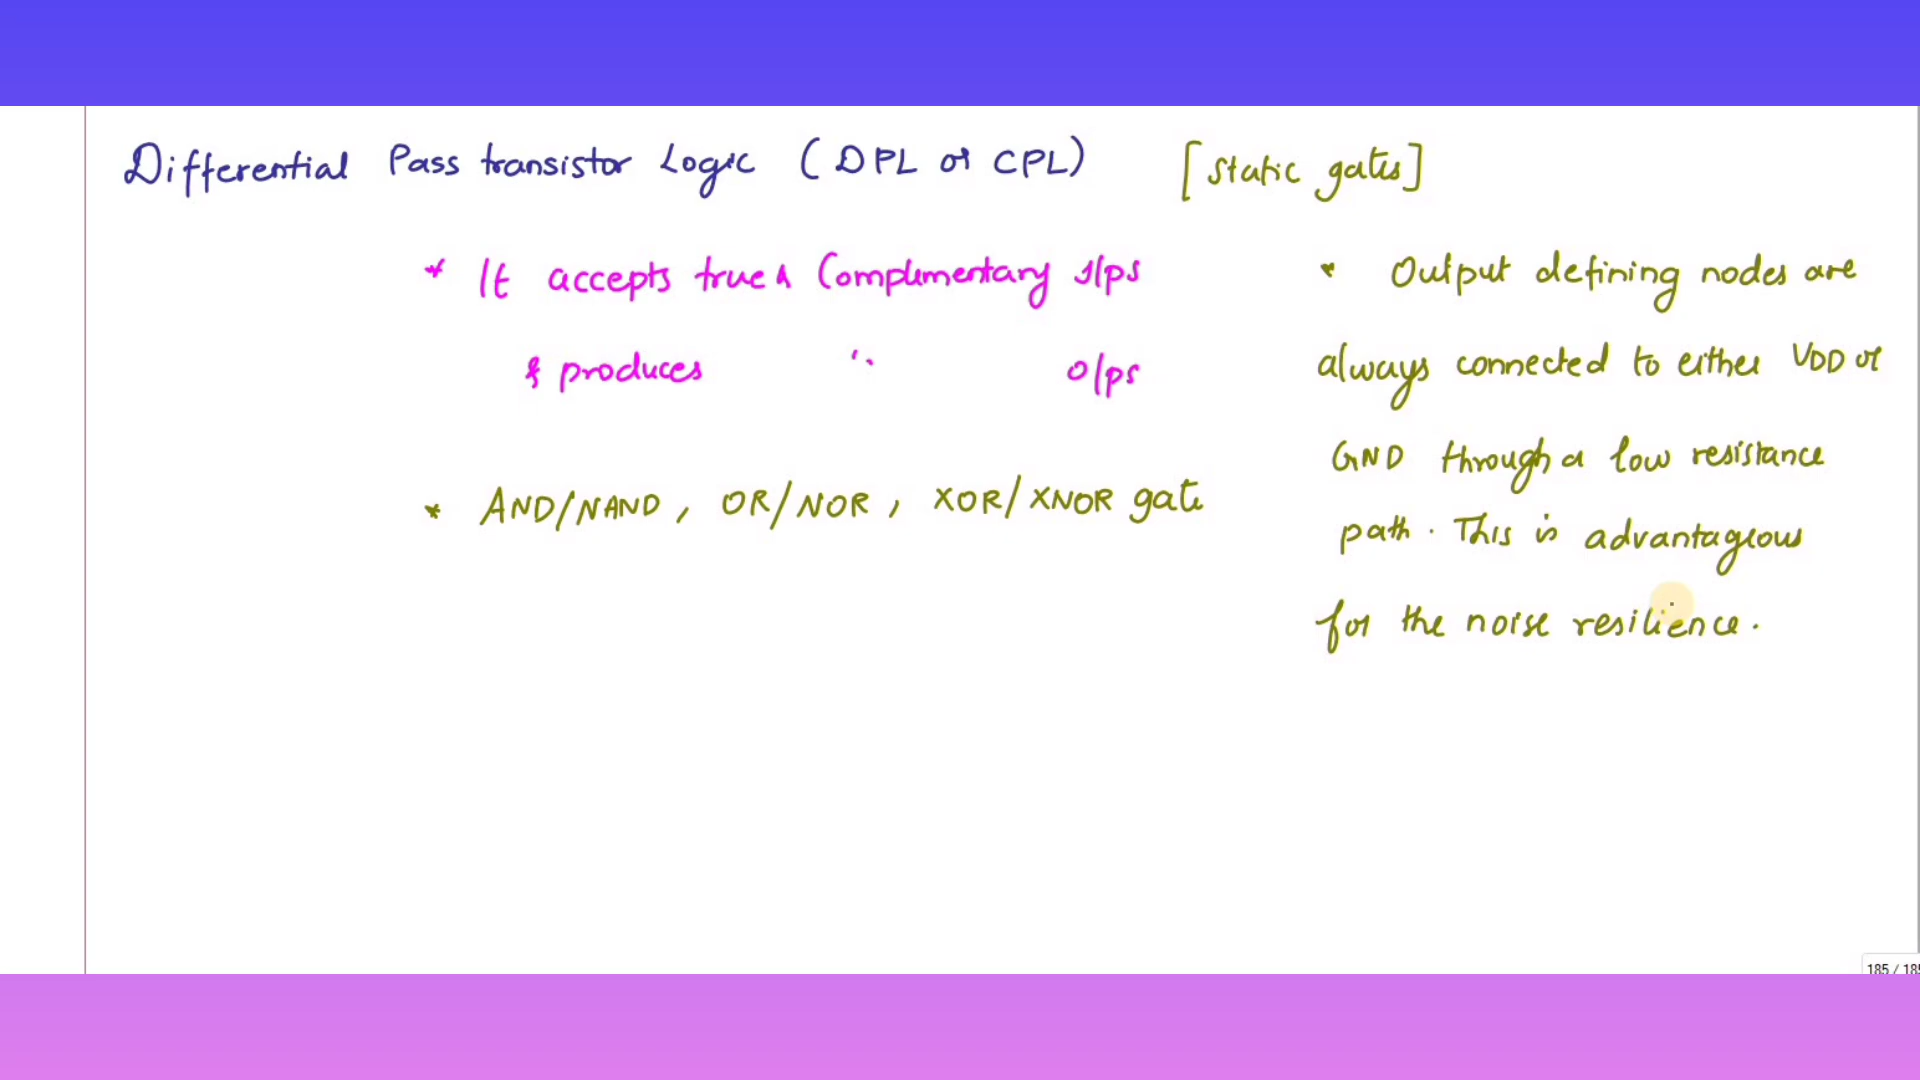 Differential Pass transistor Logic (DPL or CPL) [Static gates]
* It accepts true & Complimentary I/ps
& produces " O/ps
* AND/NAND, OR/NOR, XOR/XNOR gate
* Output defining nodes are
always connected to either VDD or
GND through a low resistance
path. This is advantageous
for the noise resilience.
185 / 185